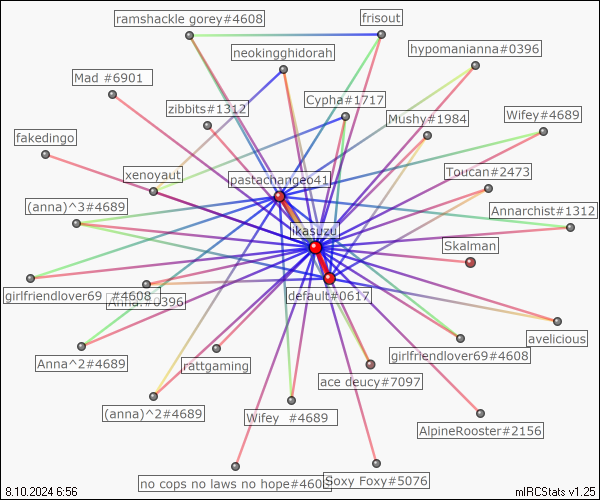 ramshackle gorey#4608
frisout
neokingghidorah
hypomanianna#0396
Mad #6901
zibbits#1312
Cypha#1717
Mushy#1984
Wifey#4689
fakedingo
xenoyaut
pastachangeo41
Toucan#2473
(anna)^3#4689
Annarchist#1312
ikasuzu
Skalman
girlfriendlover69 #4608
Anna.#0396
default#0617
avelicious
Anna^2#4689
rattgaming
girlfriendlover69#4608
ace deucy#7097
(anna)^2#4689
Wifey #4689
AlpineRooster#2156
no cops no laws no hope#460
Soxy Foxy#5076
8.10.2024 6:56
mIRCStats v1.25